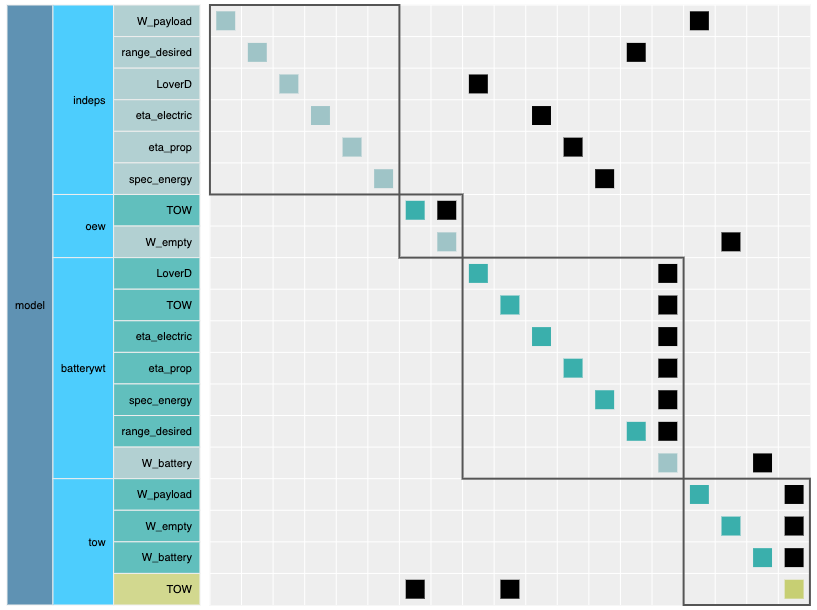 model
indeps
W_payload
range_desired
LoverD
eta_electric
eta_prop
spec_energy
oew
TOW
W_empty
batterywt
LoverD
TOW
eta_electric
eta_prop
spec_energy
range_desired
W_battery
tow
W_payload
W_empty
W_battery
TOW